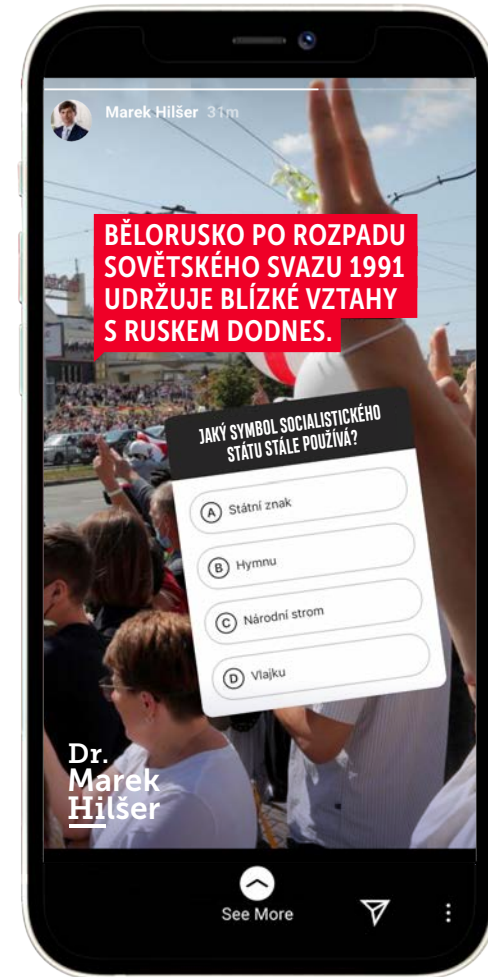 Marek Hilšer 31m
BĚLORUSKO PO ROZPADU
SOVĚTSKÉHO SVAZU 1991
UDRŽUJE BLÍZKÉ VZTAHY
S RUSKEM DODNES.
JAKÝ SYMBOL SOCIALISTICKÉHO
STÁTU STÁLE POUŽÍVÁ?
A Státní znak
B Hymnu
C Národní strom
D Vlajku
Dr.
Marek
Hilšer
See More